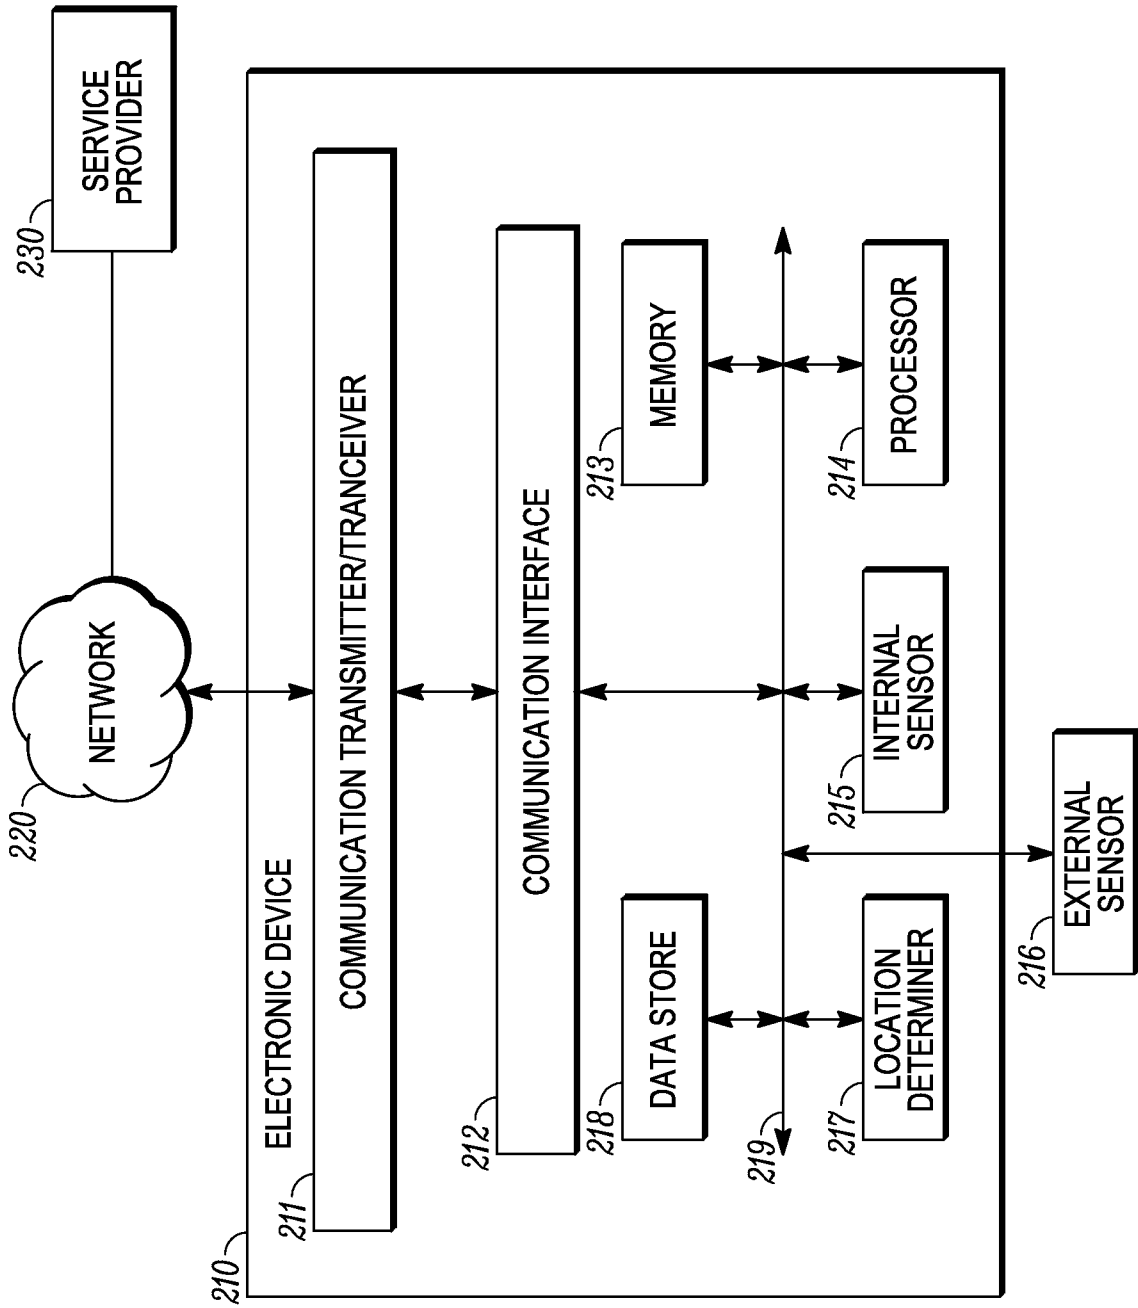 230
SERVICE
PROVIDER
220
NETWORK
210
ELECTRONIC DEVICE
211
COMMUNICATION TRANSMITTER/TRANCEIVER
212
COMMUNICATION INTERFACE
218
DATA STORE
213
MEMORY
219
217
LOCATION
DETERMINER
215
INTERNAL
SENSOR
214
PROCESSOR
216
EXTERNAL
SENSOR